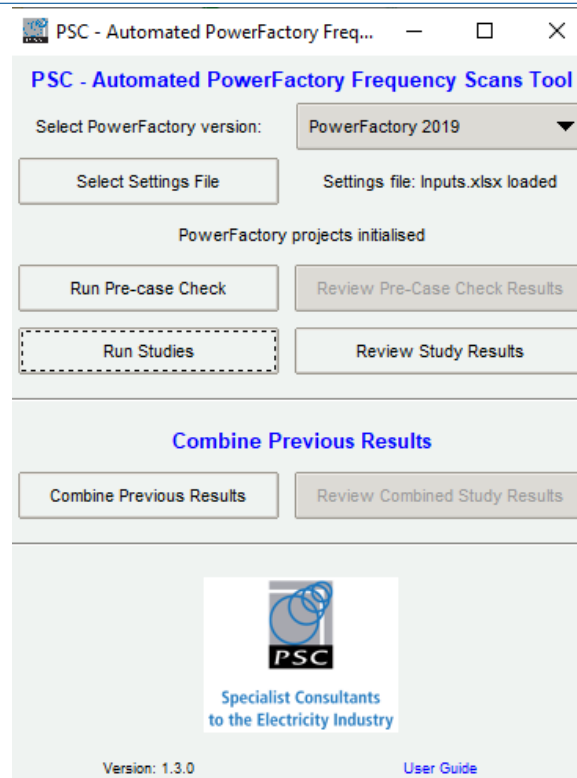 PSC - Automated PowerFactory Freq...
PSC - Automated PowerFactory Frequency Scans Tool
Select PowerFactory version: PowerFactory 2019
Select Settings File Settings file: Inputs.xlsx loaded
PowerFactory projects initialised
Run Pre-case Check Review Pre-Case Check Results
Run Studies Review Study Results
Combine Previous Results
Combine Previous Results Review Combined Study Results
PSC
Specialist Consultants
to the Electricity Industry
Version: 1.3.0 User Guide